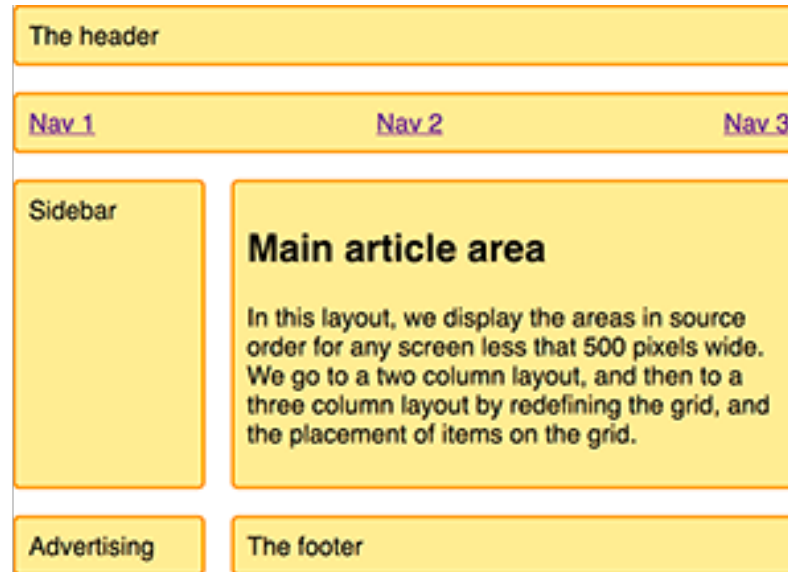 The header
Nav 1 Nav 2 Nav 3
Sidebar
Main article area
In this layout, we display the areas in source
order for any screen less that 500 pixels wide.
We go to a two column layout, and then to a
three column layout by redefining the grid, and
the placement of items on the grid.
Advertising
The footer